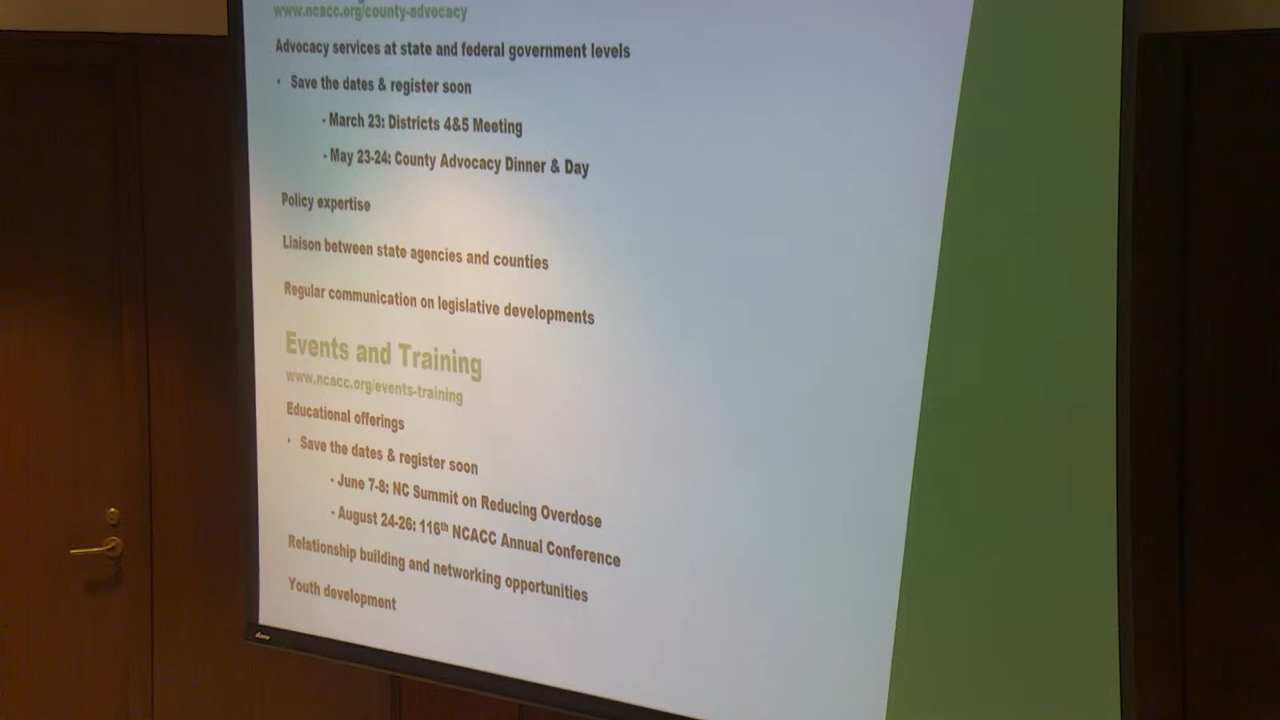 www.ncacc.org/county-advocacy
Advocacy services at state and federal government levels
• Save the dates & register soon
- March 23: Districts 4&5 Meeting
- May 23-24: County Advocacy Dinner & Day
Policy expertise
Liaison between state agencies and counties
Regular communication on legislative developments
Events and Training
www.ncacc.org/events-training
Educational offerings
• Save the dates & register soon
- June 7-8: NC Summit on Reducing Overdose
- August 24-26: 116th NCACC Annual Conference
Relationship building and networking opportunities
Youth development